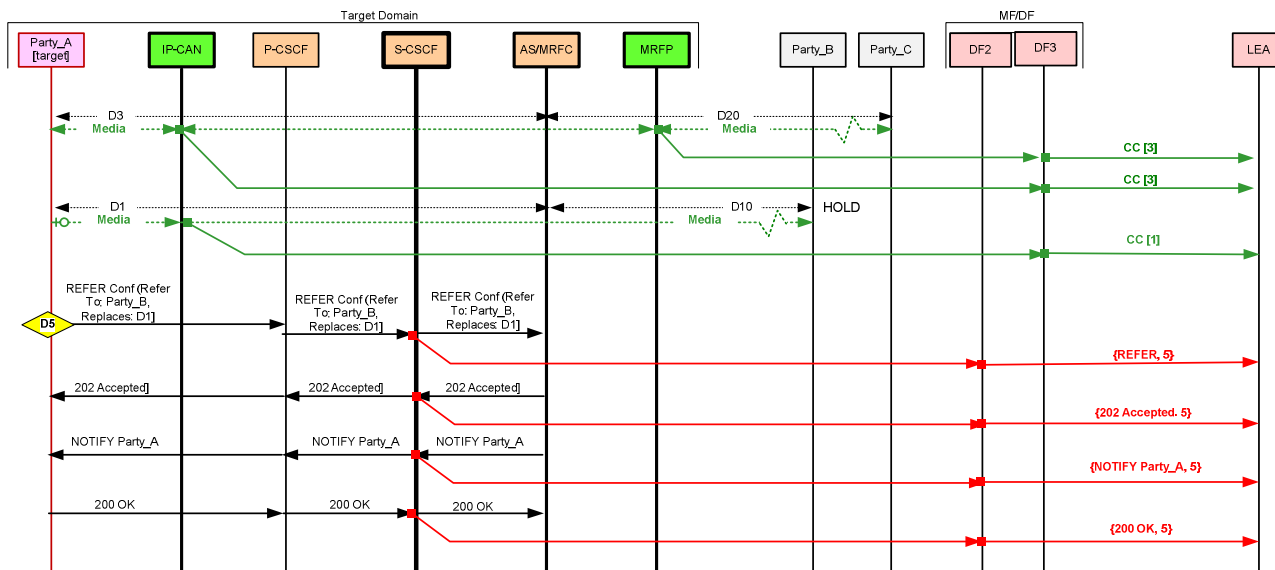 Target Domain
MF/DF
Party_A
[target]
IP-CAN
P-CSCF
S-CSCF
AS/MRFC
MRFP
Party_B
Party_C
DF2
DF3
LEA
D3
D20
Media
Media
CC [3]
CC [3]
D1
D10
HOLD
Media
Media
CC [1]
REFER Conf (Refer
To: Party_B,
Replaces: D1]
REFER Conf (Refer
To: Party_B,
Replaces: D1]
REFER Conf (Refer
To: Party_B,
Replaces: D1]
D5
{REFER, 5}
202 Accepted]
202 Accepted]
202 Accepted]
{202 Accepted. 5}
NOTIFY Party_A
NOTIFY Party_A
NOTIFY Party_A
{NOTIFY Party_A, 5}
200 OK
200 OK
200 OK
{200 OK, 5}